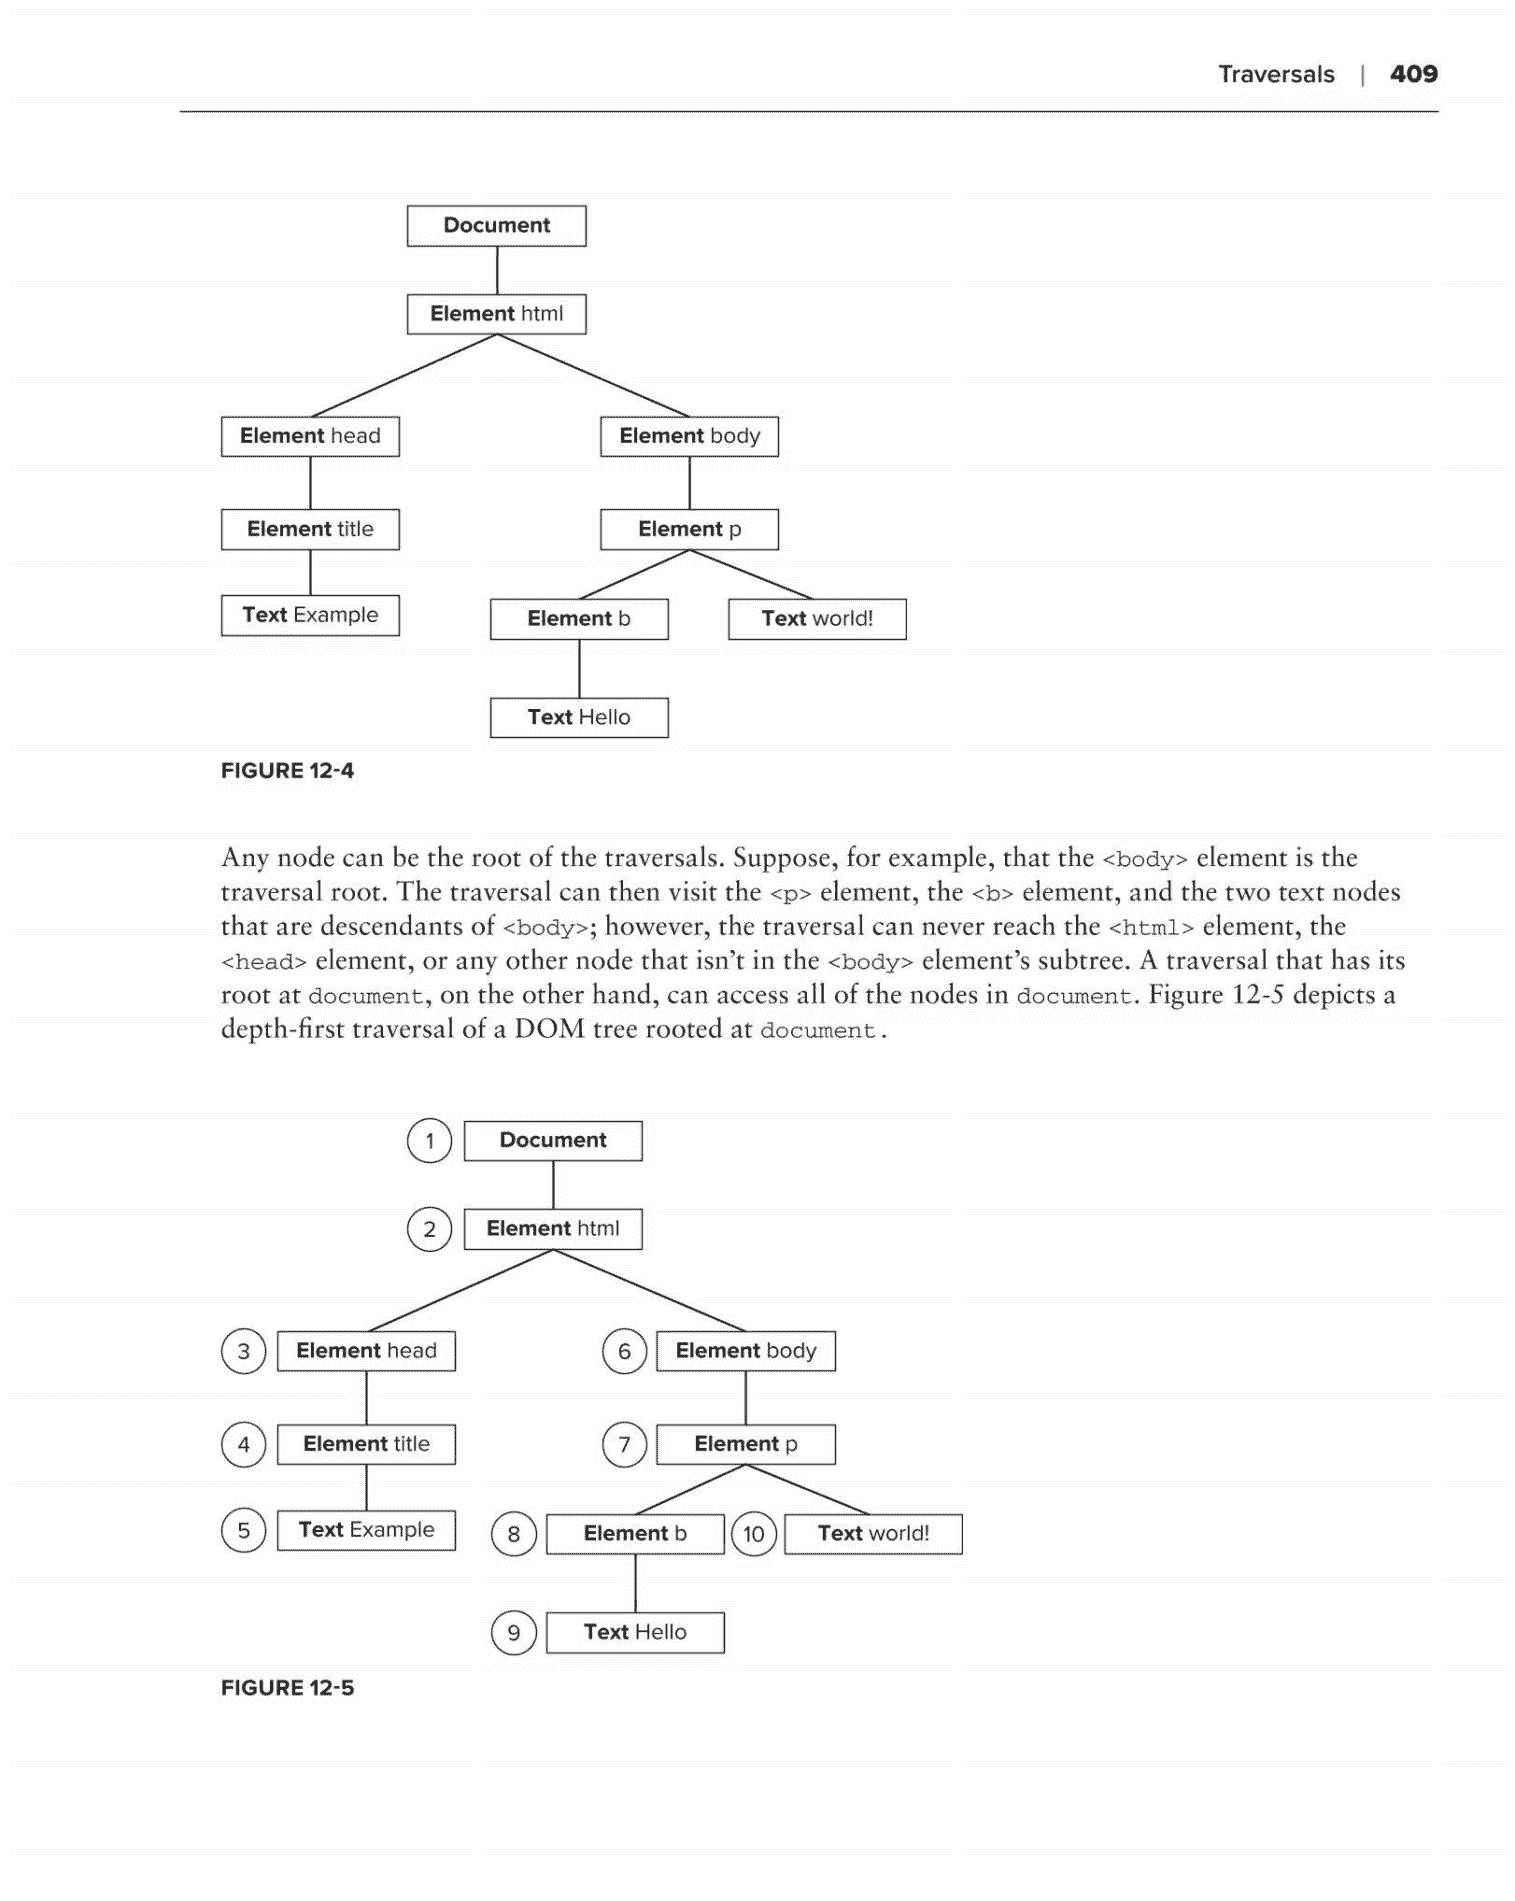 Traversals | 409
Document
Element html
Element head
Element body
Element title
Element p
Text Example
Element b
Text world!
Text Hello
FIGURE 12-4
Any node can be the root of the traversals. Suppose, for example, that the <body> element is the
traversal root. The traversal can then visit the <p> element, the <b> element, and the two text nodes
that are descendants of <body>; however, the traversal can never reach the <html> element, the
<head> element, or any other node that isn't in the <body> element's subtree. A traversal that has its
root at document, on the other hand, can access all of the nodes in document. Figure 12-5 depicts a
depth-first traversal of a DOM tree rooted at document.
1 Document
2 Element html
3 Element head
6 Element body
4 Element title
7 Element p
5 Text Example
8 Element b
10 Text world!
9 Text Hello
FIGURE 12-5